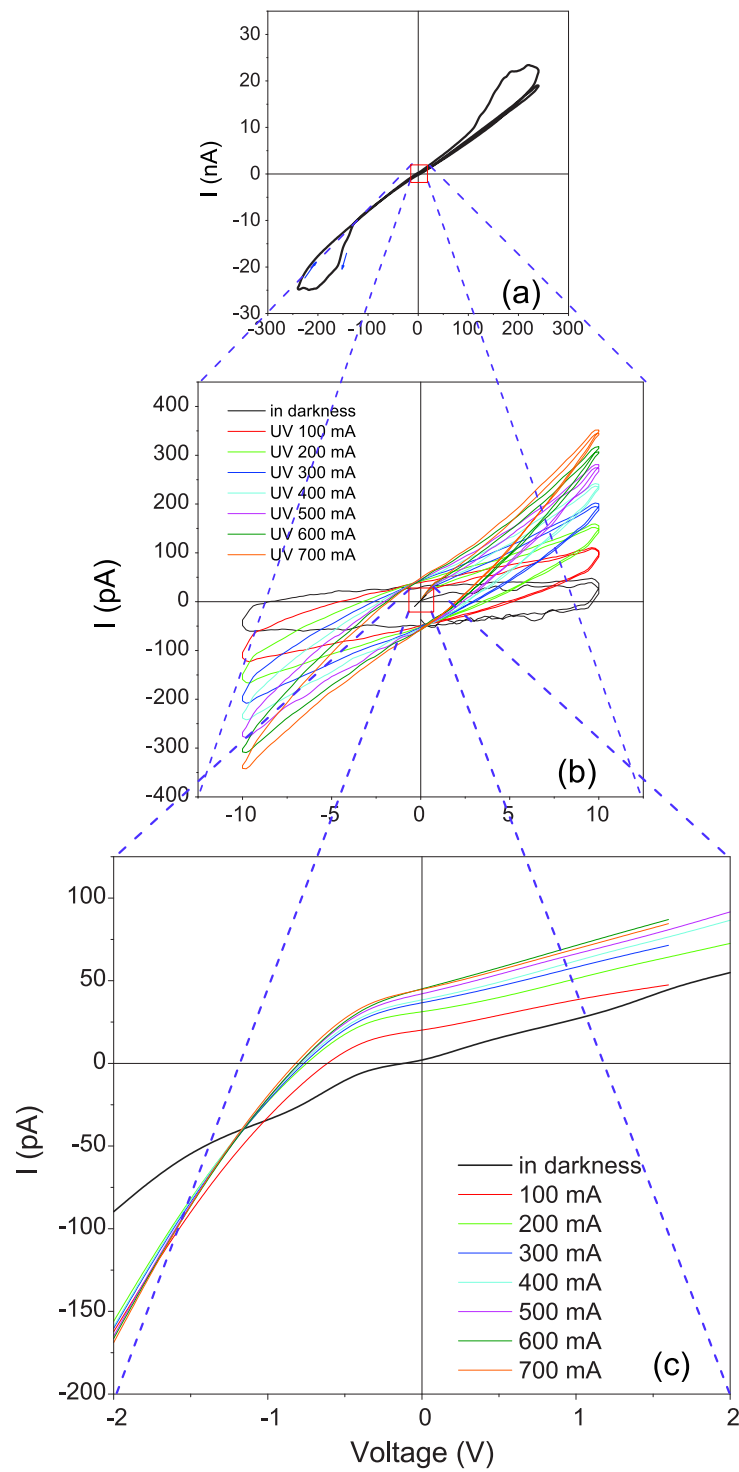 30
20
10
0
-10
-20
-30
I (nA)
(a)
-300 -200 -100 0 100 200 300
400
300
200
100
0
-100
-200
-300
-400
I (pA)
in darkness
UV 100 mA
UV 200 mA
UV 300 mA
UV 400 mA
UV 500 mA
UV 600 mA
UV 700 mA
(b)
-10 -5 0 5 10
100
50
0
-50
-100
-150
-200
I (pA)
in darkness
100 mA
200 mA
300 mA
400 mA
500 mA
600 mA
700 mA
(c)
-2 -1 0 1 2
Voltage (V)